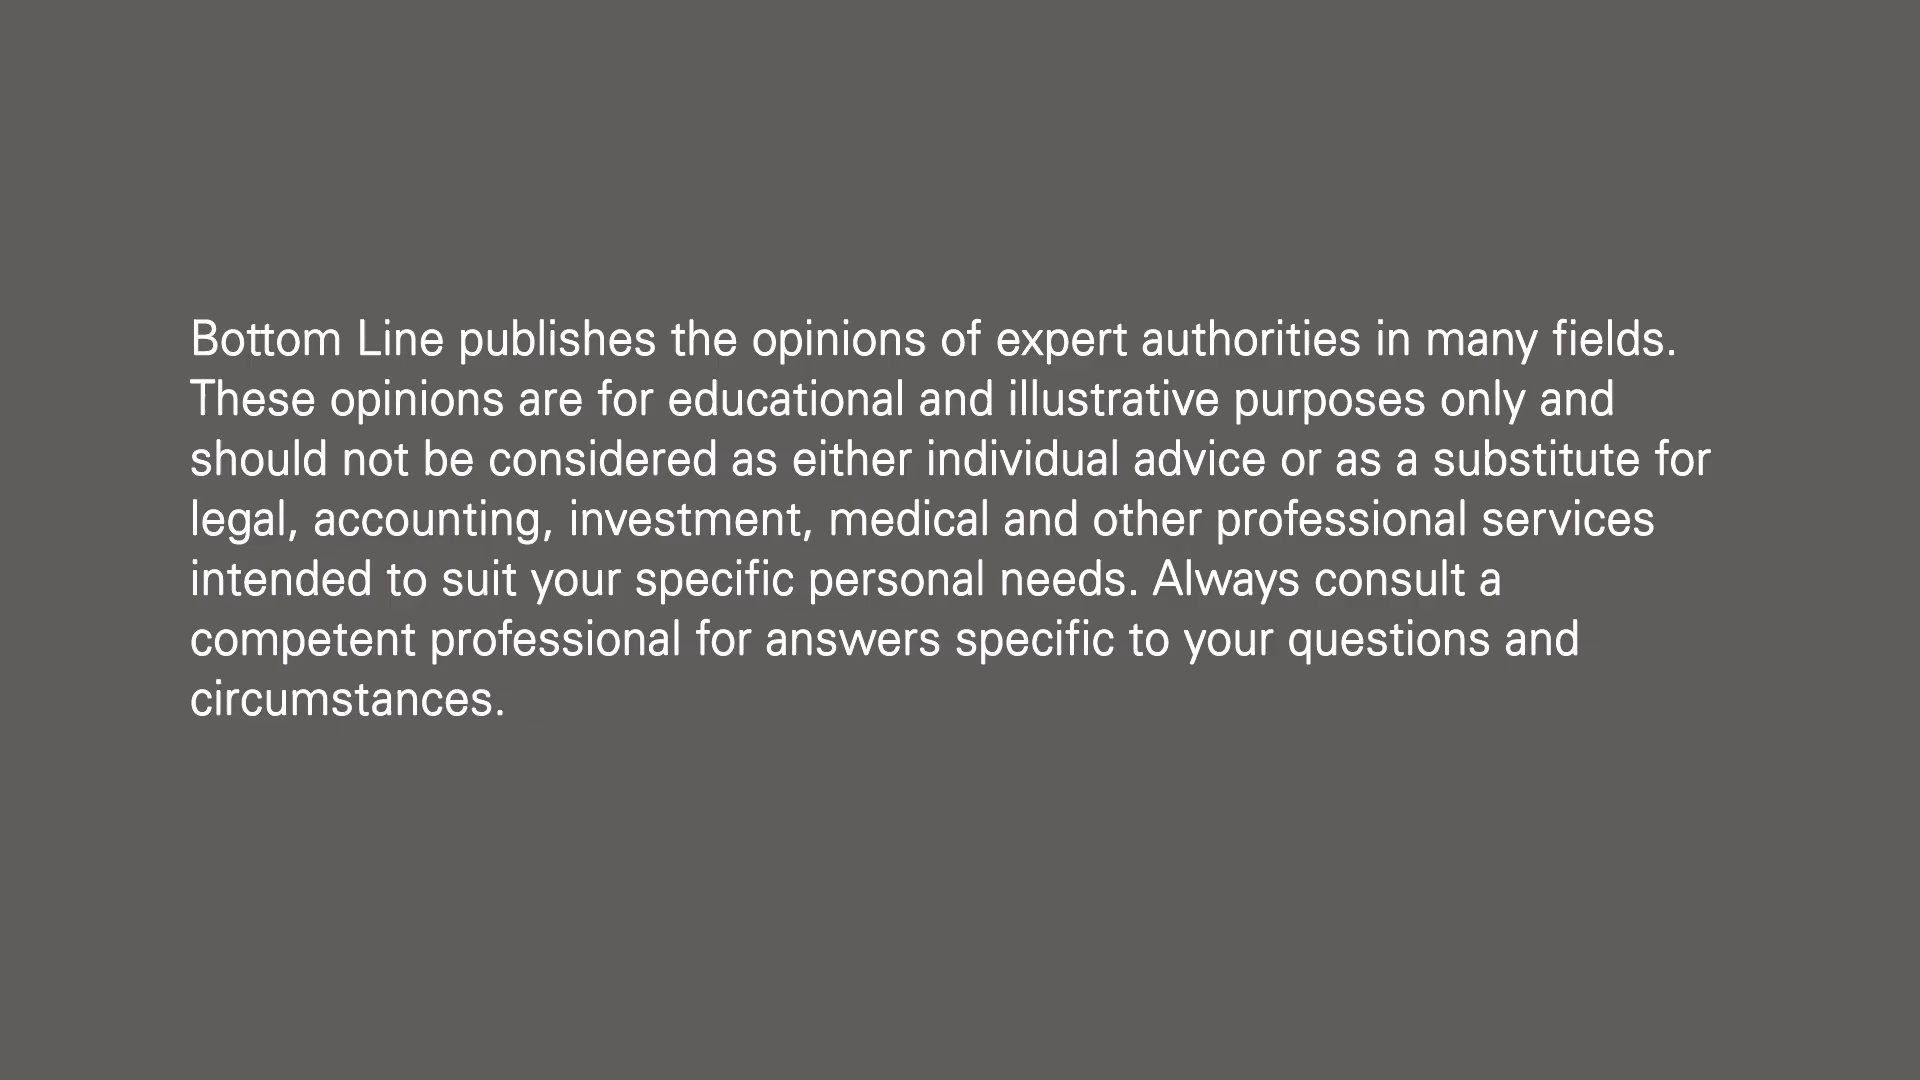 Bottom Line publishes the opinions of expert authorities in many fields.
These opinions are for educational and illustrative purposes only and
should not be considered as either individual advice or as a substitute for
legal, accounting, investment, medical and other professional services
intended to suit your specific personal needs. Always consult a
competent professional for answers specific to your questions and
circumstances.